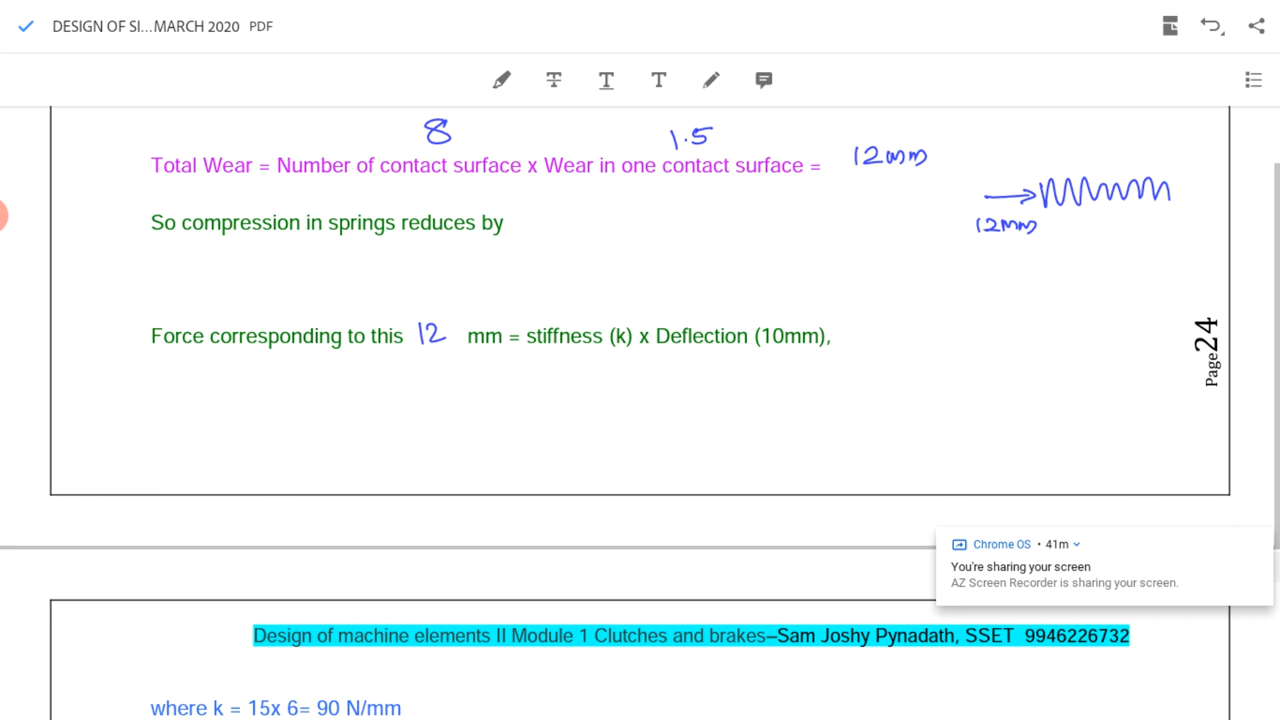 DESIGN OF SI...MARCH 2020 PDF
8 1.5
Total Wear = Number of contact surface x Wear in one contact surface = 12mm
12mm
So compression in springs reduces by
Force corresponding to this 12 mm = stiffness (k) x Deflection (10mm),
Page24
Chrome OS • 41m
You're sharing your screen
AZ Screen Recorder is sharing your screen.
Design of machine elements II Module 1 Clutches and brakes–Sam Joshy Pynadath, SSET 9946226732
where k = 15x 6= 90 N/mm